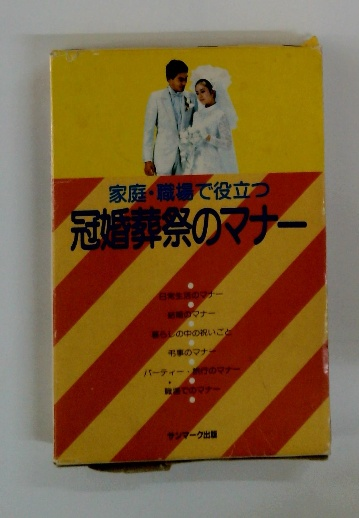 家庭・職場で役立つ
冠婚葬祭のマナー
日常生活のマナー
結婚のマナー
暮らしの中の祝いごと
弔事のマナー
パーティー・旅行のマナー
職場でのマナー
サンマーク出版